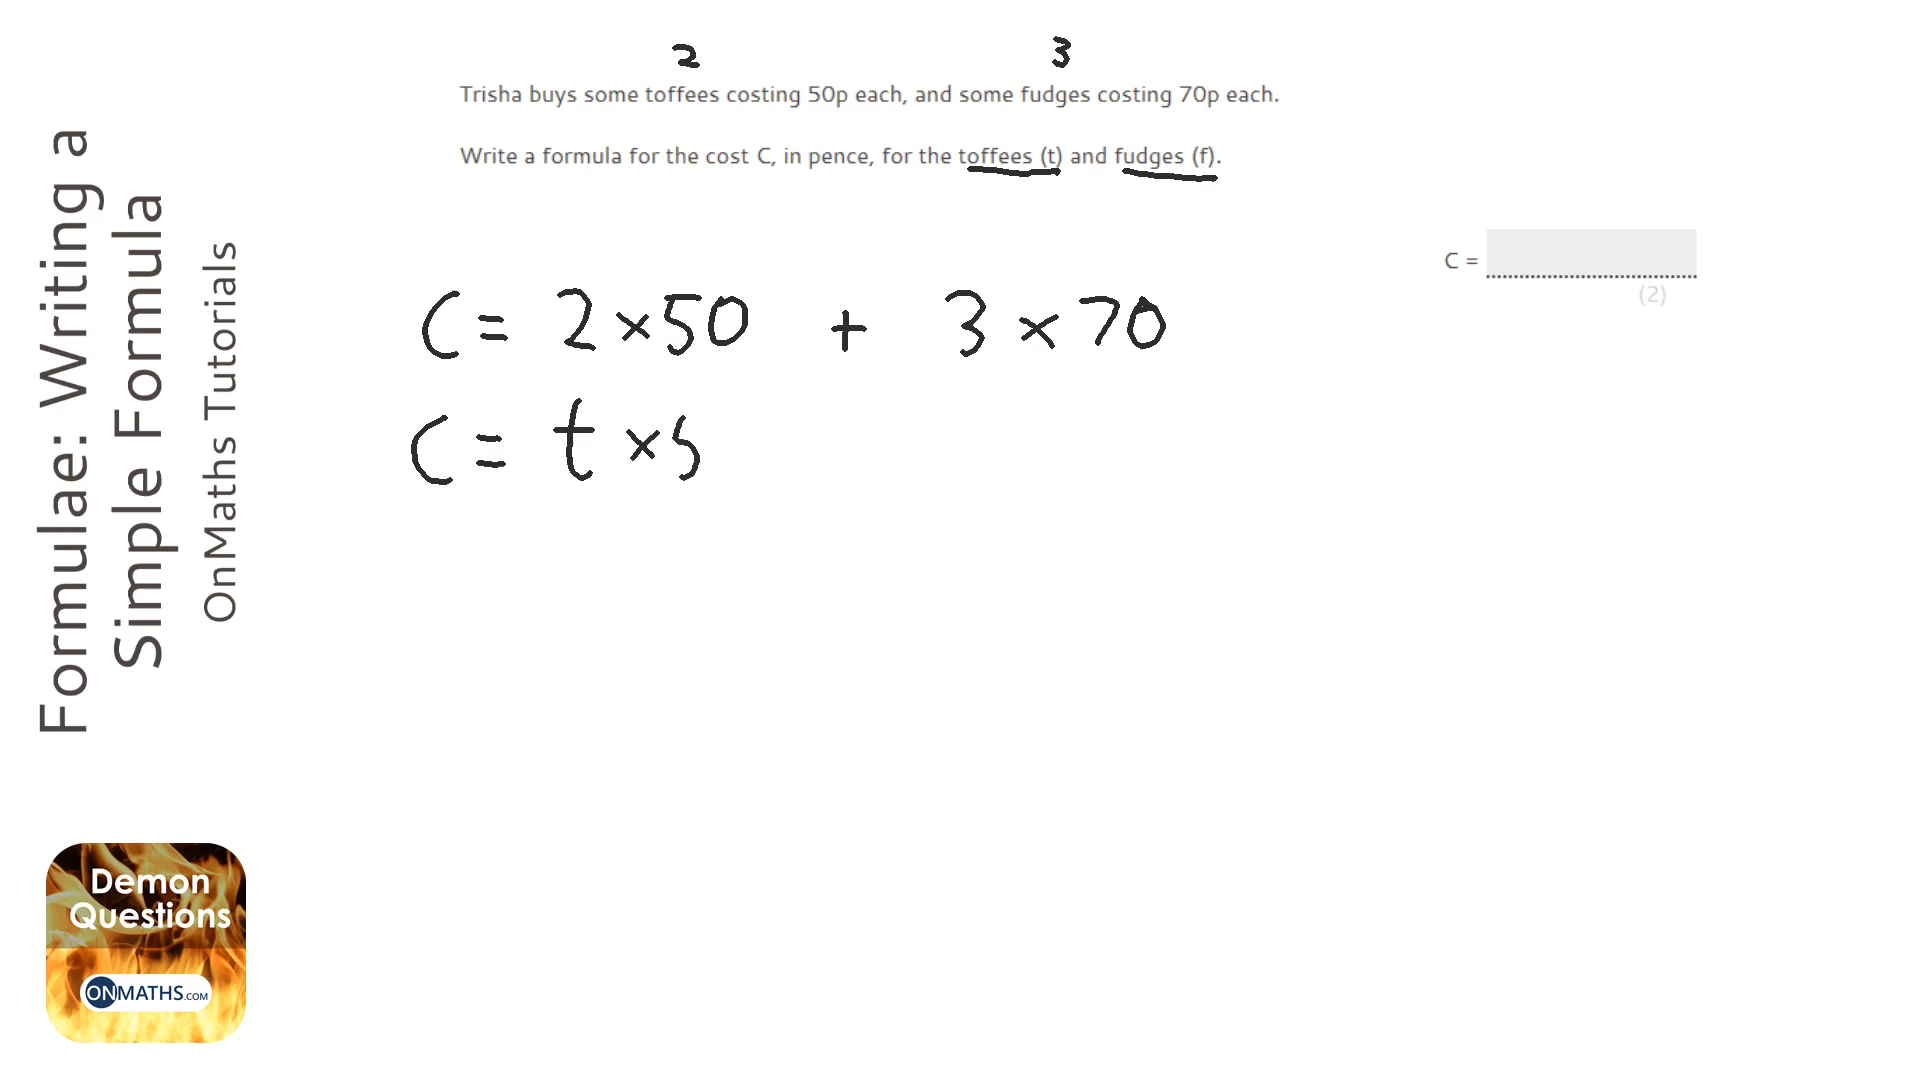 Formulae: Writing a
Simple Formula
OnMaths Tutorials
2 3
Trisha buys some toffees costing 50p each, and some fudges costing 70p each.
Write a formula for the cost C, in pence, for the toffees (t) and fudges (f).
C =
(2)
C = 2 × 50 + 3 × 70
C = t × 5
Demon
Questions
ONMATHS.COM